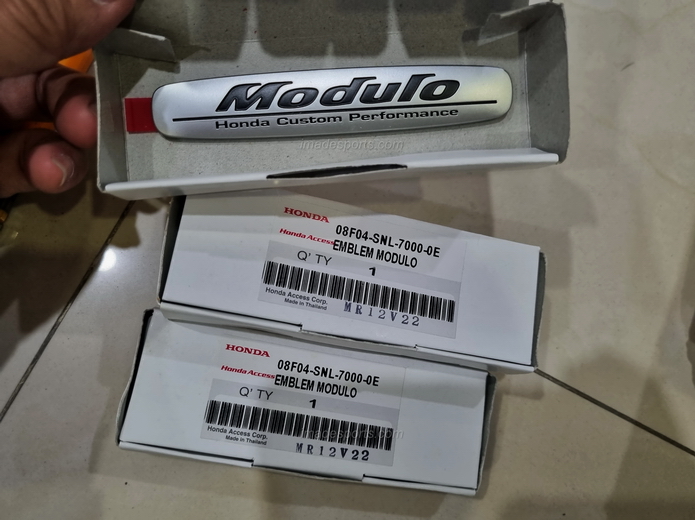 Modulo
Honda Custom Performance
imadesports.com
HONDA
08F04-SNL-7000-0E
Honda Access
EMBLEM MODULO
Q'TY 1
Honda Access Corp.
Made in Thailand
MR12V22
HONDA
08F04-SNL-7000-0E
Honda Access
EMBLEM MODULO
Q'TY 1
Honda Access Corp.
Made in Thailand
MR12V22